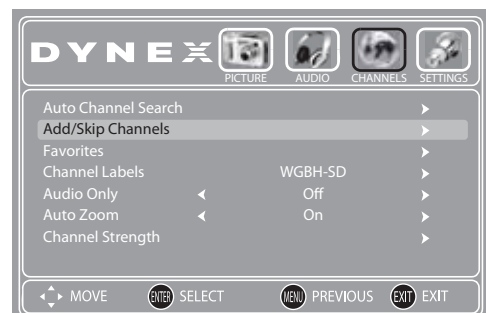 DYNEX
PICTURE AUDIO CHANNELS SETTINGS
Auto Channel Search
Add/Skip Channels
Favorites
Channel Labels WGBH-SD
Audio Only Off
Auto Zoom On
Channel Strength
MOVE ENTER SELECT MENU PREVIOUS EXIT EXIT